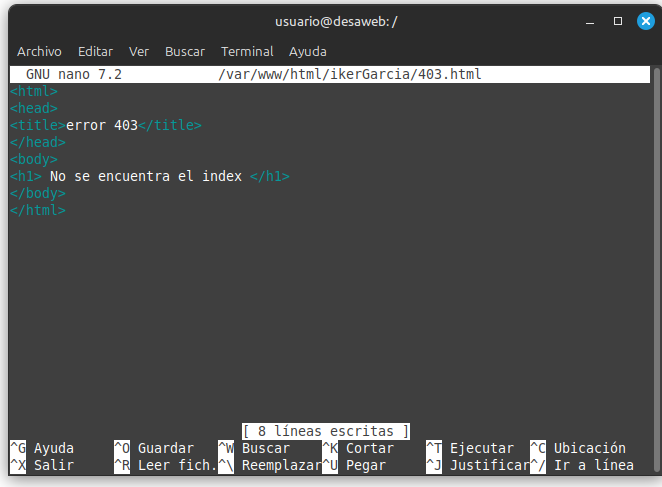 usuario@desaweb: /
Archivo Editar Ver Buscar Terminal Ayuda
GNU nano 7.2 /var/www/html/ikerGarcia/403.html
<html>
<head>
<title>error 403</title>
</head>
<body>
<h1> No se encuentra el index </h1>
</body>
</html>
[ 8 líneas escritas ]
^G Ayuda ^O Guardar ^W Buscar ^K Cortar ^T Ejecutar ^C Ubicación
^X Salir ^R Leer fich. ^\ Reemplazar ^U Pegar ^J Justificar ^/ Ir a línea